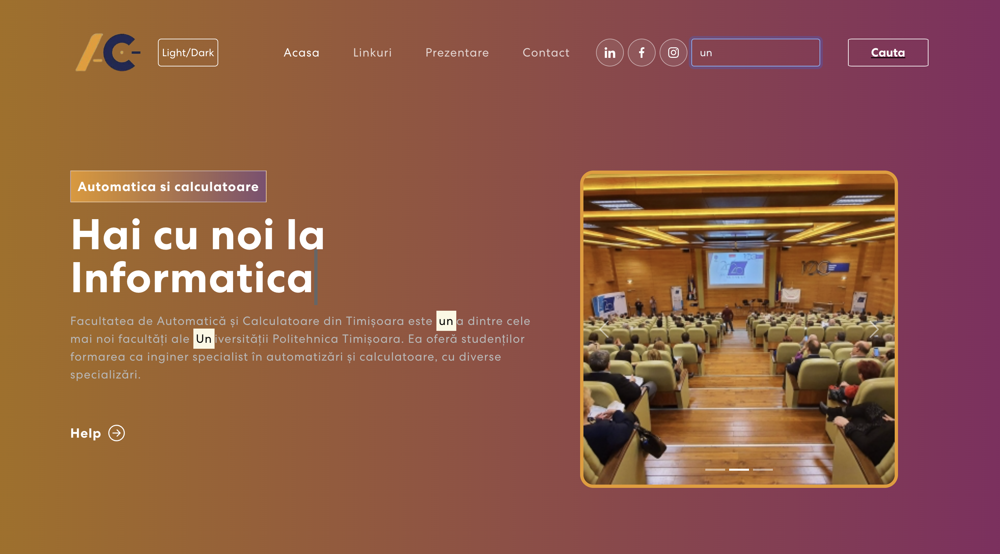 AC
Light/Dark
Acasa
Linkuri
Prezentare
Contact
in
f
un
Cauta
Automatica si calculatoare
Hai cu noi la
Informatica
Facultatea de Automatică și Calculatoare din Timișoara este una dintre cele
mai noi facultăți ale Universității Politehnica Timișoara. Ea oferă studenților
formarea ca inginer specialist în automatizări și calculatoare, cu diverse
specializări.
Help
100